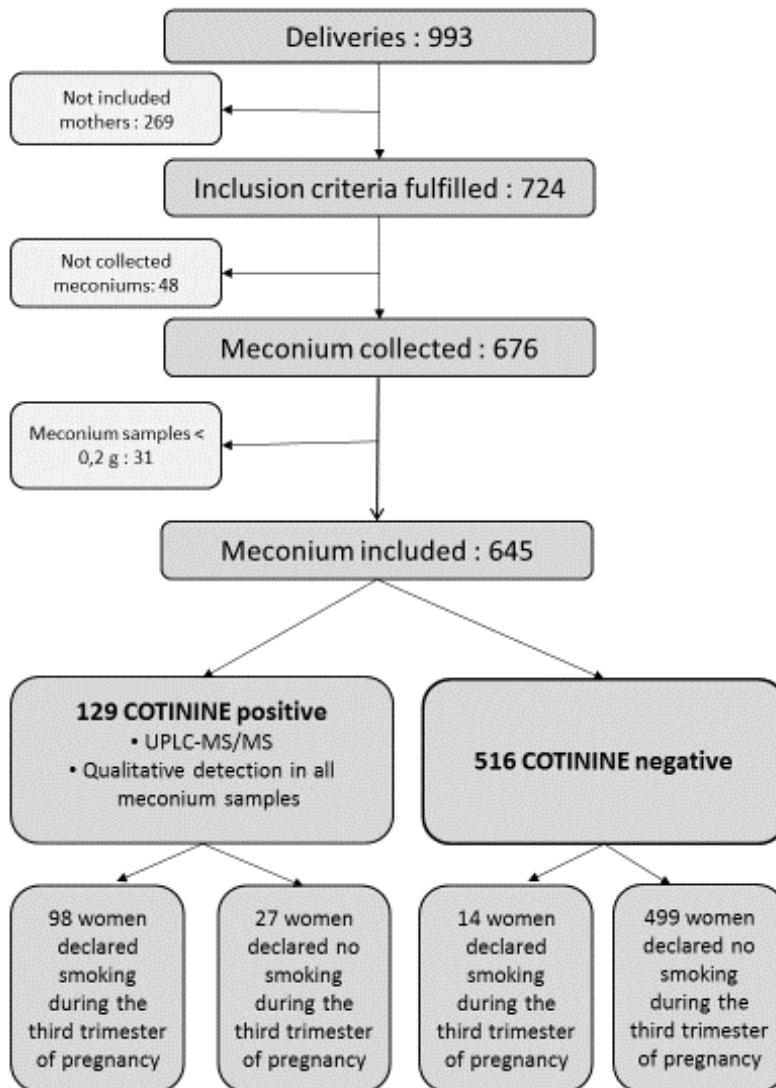 Deliveries : 993
Not included
mothers : 269
Inclusion criteria fulfilled : 724
Not collected
meconiums: 48
Meconium collected : 676
Meconium samples <
0,2 g : 31
Meconium included : 645
129 COTININE positive
• UPLC-MS/MS
• Qualitative detection in all
meconium samples
516 COTININE negative
98 women
declared
smoking
during the
third trimester
of pregnancy
27 women
declared no
smoking
during the
third trimester
of pregnancy
14 women
declared
smoking
during the
third trimester
of pregnancy
499 women
declared no
smoking
during the
third trimester
of pregnancy